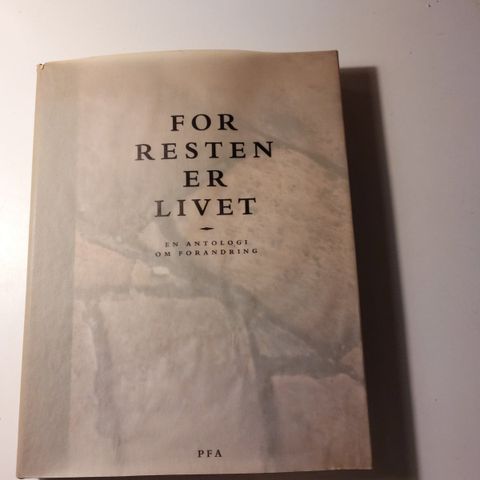 FOR
RESTEN
ER
LIVET
EN ANTOLOGI
OM FORANDRING
PFA